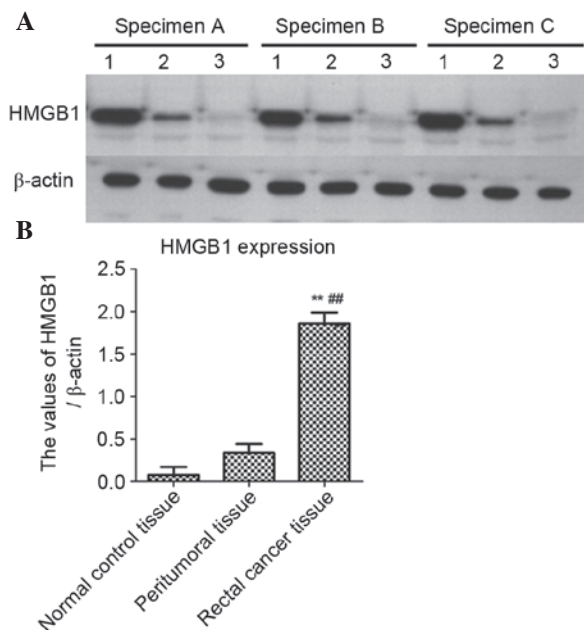 A
Specimen A Specimen B Specimen C
1 2 3 1 2 3 1 2 3
HMGB1
β-actin
B
HMGB1 expression
The values of HMGB1
/ β-actin
2.5
2.0
1.5
1.0
0.5
0.0
** ##
Normal control tissue
Peritumoral tissue
Rectal cancer tissue